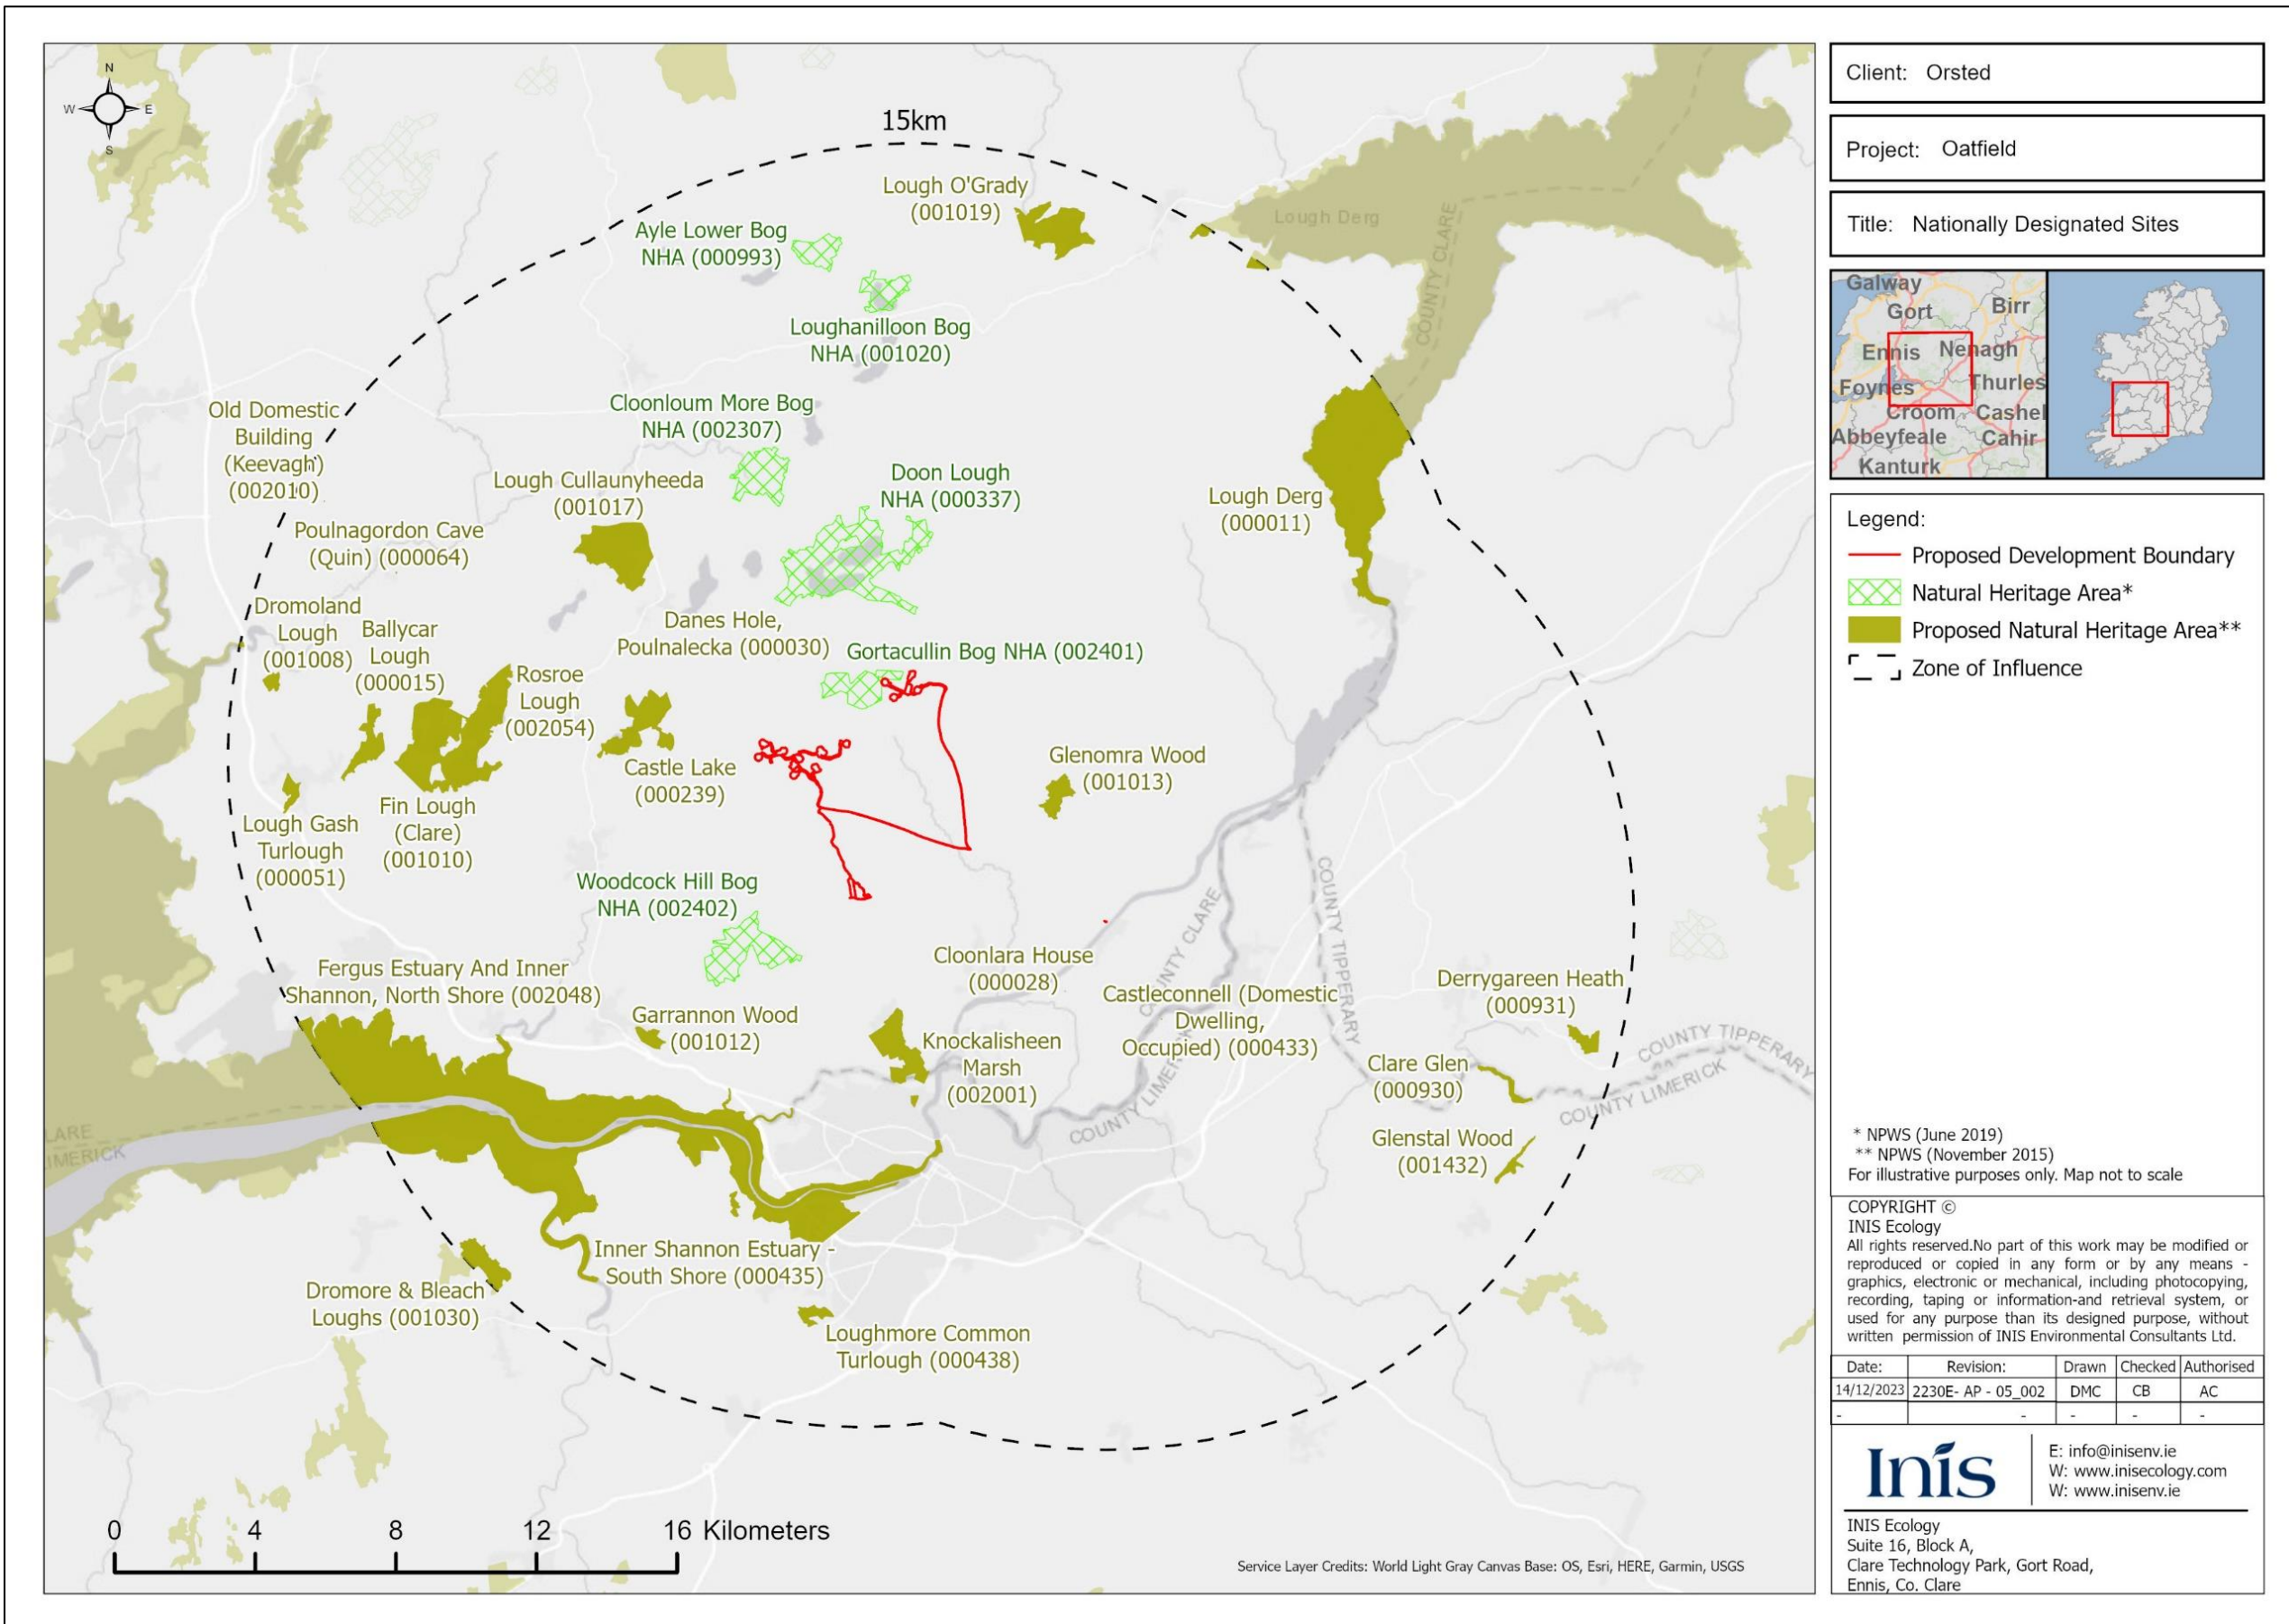 N
W
E
S
15km
Lough O'Grady
(001019)
Ayle Lower Bog
NHA (000993)
Lough Derg
COUNTY CLARE
COUNTY CLARE
Loughanilloon Bog
NHA (001020)
Cloonloum More Bog
NHA (002307)
Old Domestic
Building
(Keevagh)
(002010)
Lough Cullaunyheeda
(001017)
Doon Lough
NHA (000337)
Lough Derg
(000011)
Poulnagordon Cave
(Quin) (000064)
Dromoland
Lough
(001008)
Ballycar
Lough
(000015)
Danes Hole,
Poulnalecka (000030)
Gortacullin Bog NHA (002401)
Rosroe
Lough
(002054)
Castle Lake
(000239)
Glenomra Wood
(001013)
Lough Gash
Turlough
(000051)
Fin Lough
(Clare)
(001010)
Woodcock Hill Bog
NHA (002402)
COUNTY CLARE
COUNTY TIPPERARY
Fergus Estuary And Inner
Shannon, North Shore (002048)
Cloonlara House
(000028)
Castleconnell (Domestic
Dwelling,
Occupied) (000433)
Derrygareen Heath
(000931)
Garrannon Wood
(001012)
Knockalisheen
Marsh
(002001)
Clare Glen
(000930)
COUNTY TIPPERARY
COUNTY LIMERICK
COUNTY LIMERICK
LARE
IMERICK
Glenstal Wood
(001432)
Inner Shannon Estuary -
South Shore (000435)
Dromore & Bleach
Loughs (001030)
Loughmore Common
Turlough (000438)
0 4 8 12 16 Kilometers
Service Layer Credits: World Light Gray Canvas Base: OS, Esri, HERE, Garmin, USGS
Client: Orsted
Project: Oatfield
Title: Nationally Designated Sites
Galway
Gort
Birr
Ennis
Nenagh
Foynes
Thurles
Croom
Cashel
Abbeyfeale
Cahir
Kanturk
Legend:
Proposed Development Boundary
Natural Heritage Area*
Proposed Natural Heritage Area**
Zone of Influence
* NPWS (June 2019)
** NPWS (November 2015)
For illustrative purposes only. Map not to scale
COPYRIGHT ©
INIS Ecology
All rights reserved.No part of this work may be modified or
reproduced or copied in any form or by any means -
graphics, electronic or mechanical, including photocopying,
recording, taping or information-and retrieval system, or
used for any purpose than its designed purpose, without
written permission of INIS Environmental Consultants Ltd.
Date: Revision: Drawn Checked Authorised
14/12/2023 2230E- AP - 05_002 DMC CB AC
- - - - -
Inis
E: info@inisenv.ie
W: www.inisecology.com
W: www.inisenv.ie
INIS Ecology
Suite 16, Block A,
Clare Technology Park, Gort Road,
Ennis, Co. Clare